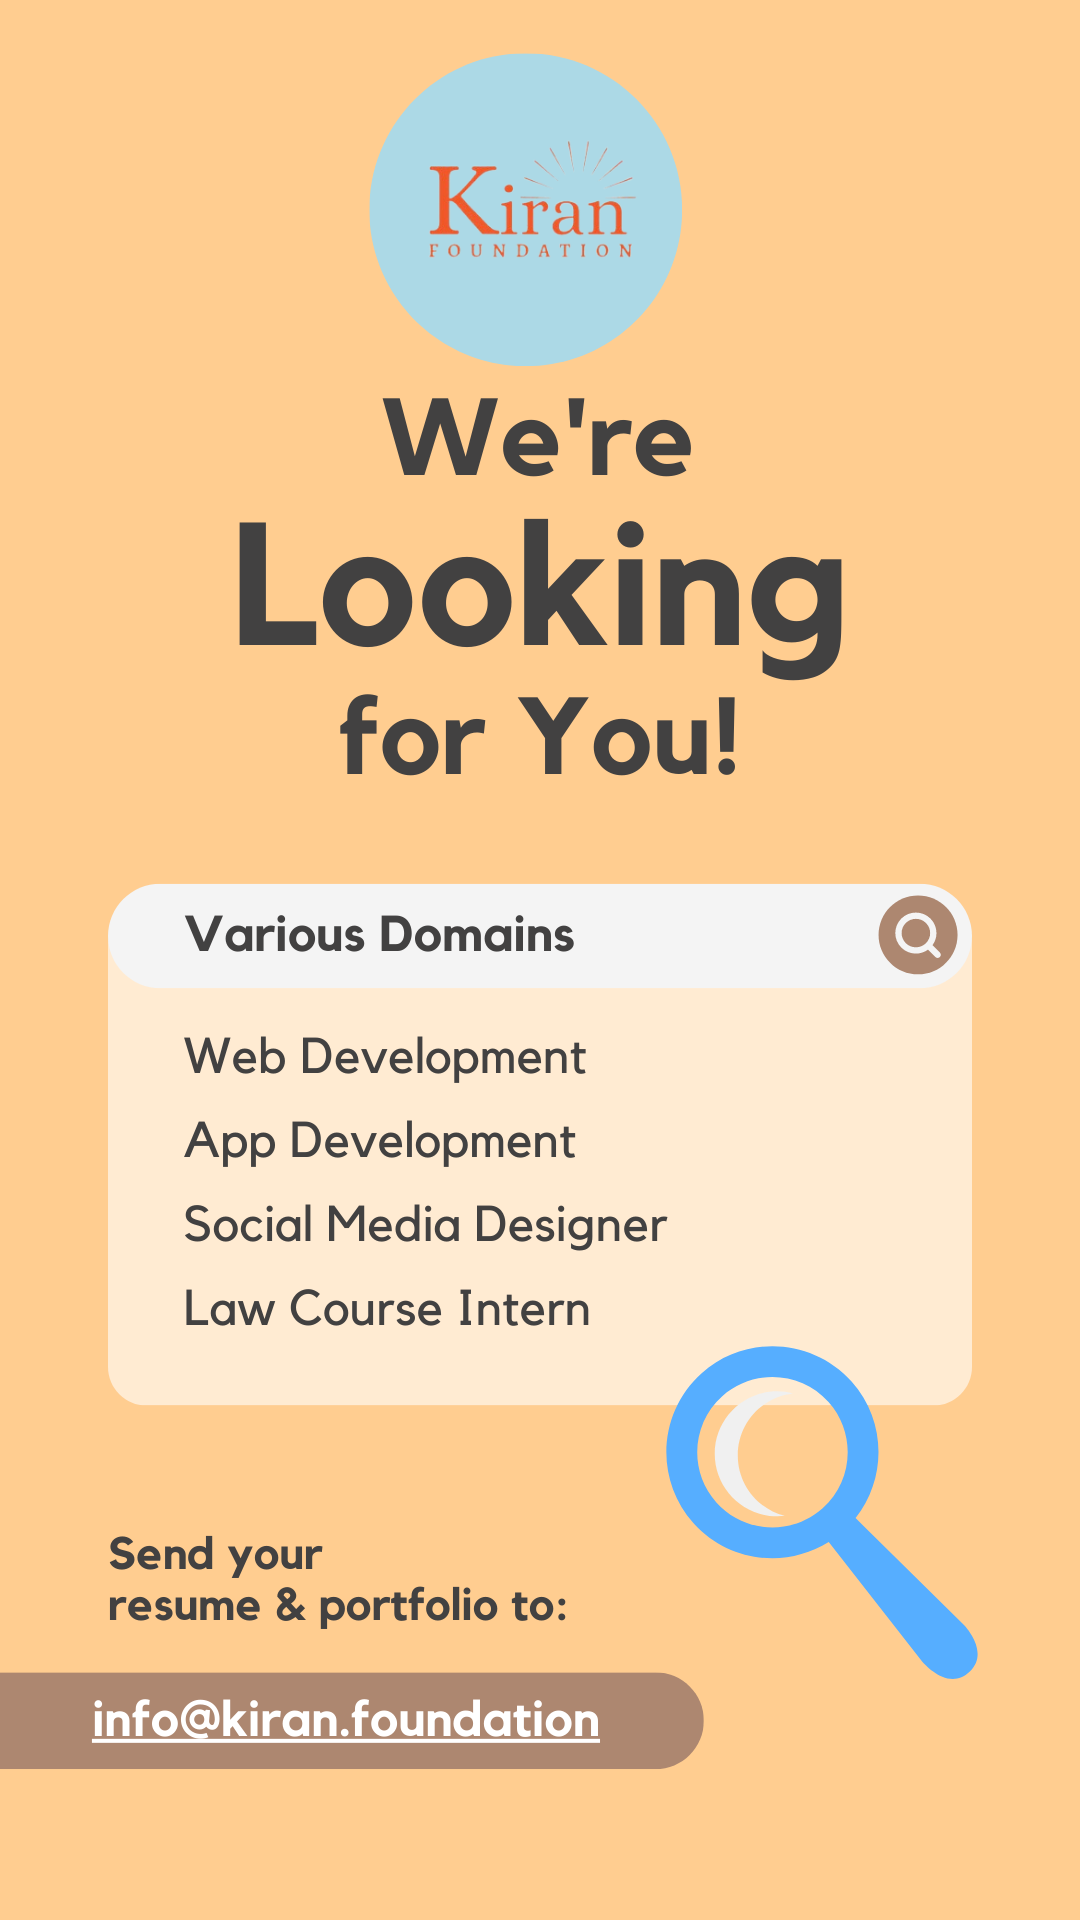 Kiran
FOUNDATION
We're
Looking
for You!
Various Domains
Web Development
App Development
Social Media Designer
Law Course Intern
Send your
resume & portfolio to:
info@kiran.foundation